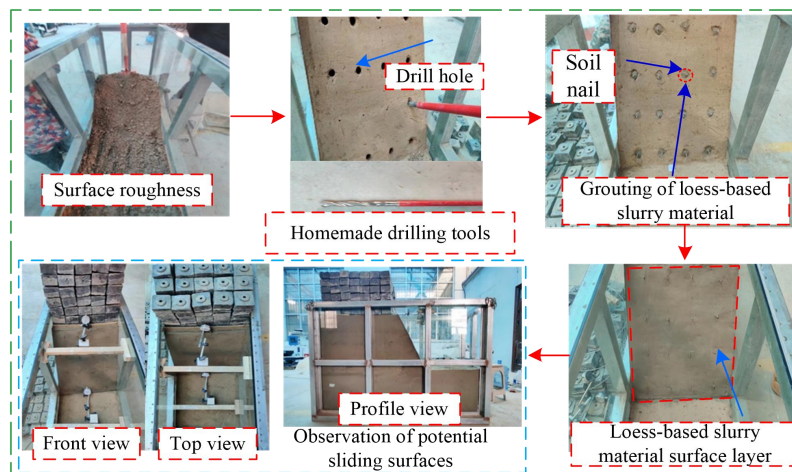 Surface roughness
Drill hole
Homemade drilling tools
Soil
nail
Grouting of loess-based
slurry material
Front view
Top view
Profile view
Observation of potential
sliding surfaces
Loess-based slurry
material surface layer